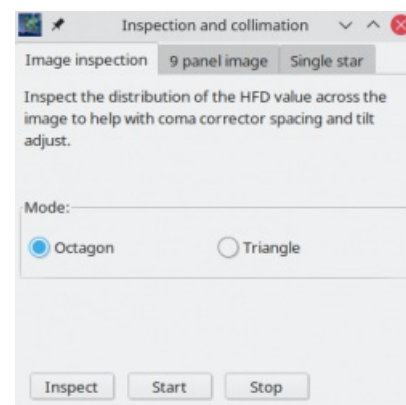 Inspection and collimation
Image inspection 9 panel image Single star
Inspect the distribution of the HFD value across the
image to help with coma corrector spacing and tilt
adjust.
Mode:
Octagon Triangle
Inspect Start Stop